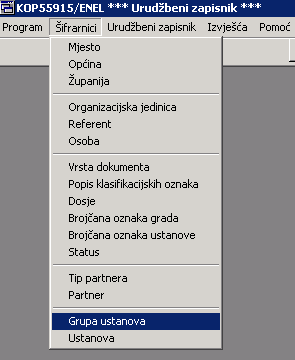 KOP55915/ENEL *** Urudžbeni zapisnik ***
Program Šifrarnici Urudžbeni zapisnik Izvješća Pomoć
Mjesto
Općina
Županija
Organizacijska jedinica
Referent
Osoba
Vrsta dokumenta
Popis klasifikacijskih oznaka
Dosje
Brojčana oznaka grada
Brojčana oznaka ustanove
Status
Tip partnera
Partner
Grupa ustanova
Ustanova